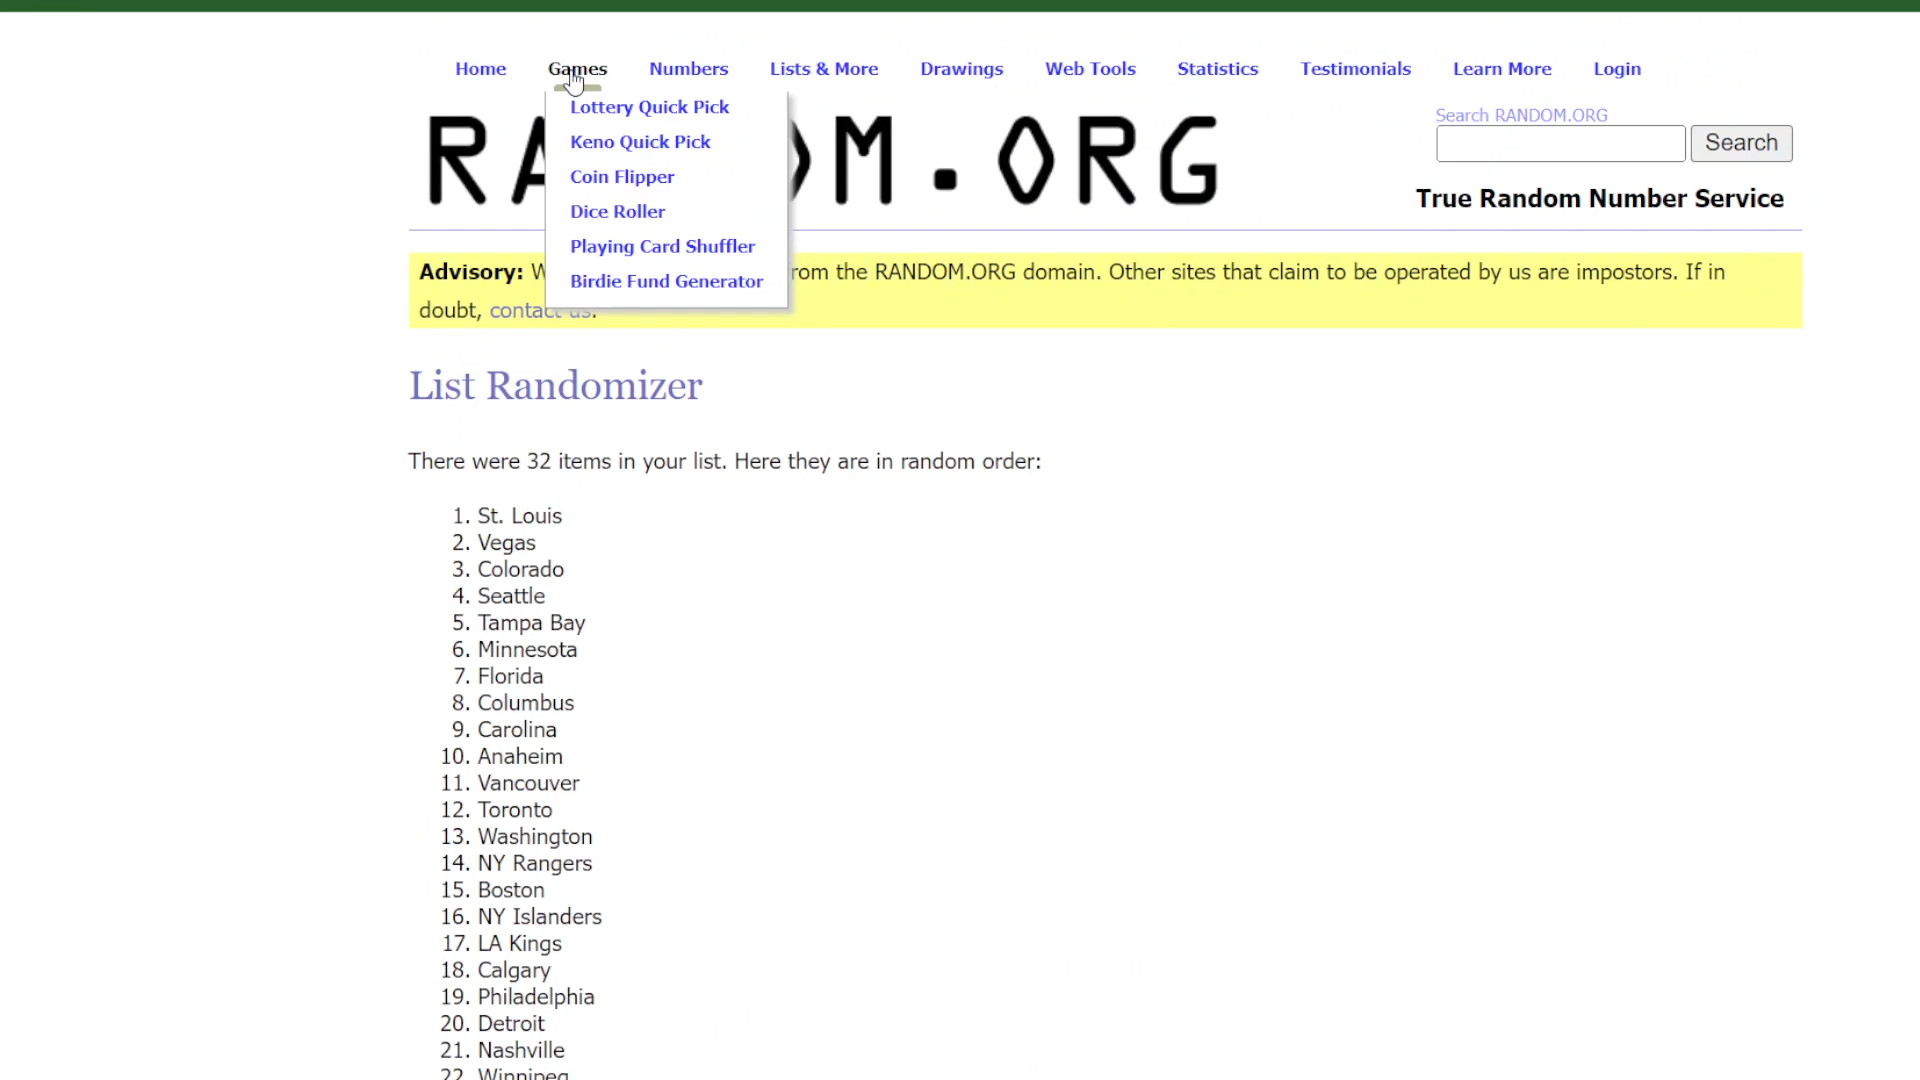 Home Games Numbers Lists & More Drawings Web Tools Statistics Testimonials Learn More Login
Lottery Quick Pick
Keno Quick Pick
Coin Flipper
Dice Roller
Playing Card Shuffler
Birdie Fund Generator
RA OM.ORG
Search RANDOM.ORG
Search
True Random Number Service
Advisory: W rom the RANDOM.ORG domain. Other sites that claim to be operated by us are impostors. If in
doubt, contact us.
List Randomizer
There were 32 items in your list. Here they are in random order:
1. St. Louis
2. Vegas
3. Colorado
4. Seattle
5. Tampa Bay
6. Minnesota
7. Florida
8. Columbus
9. Carolina
10. Anaheim
11. Vancouver
12. Toronto
13. Washington
14. NY Rangers
15. Boston
16. NY Islanders
17. LA Kings
18. Calgary
19. Philadelphia
20. Detroit
21. Nashville
22. Winnipeg